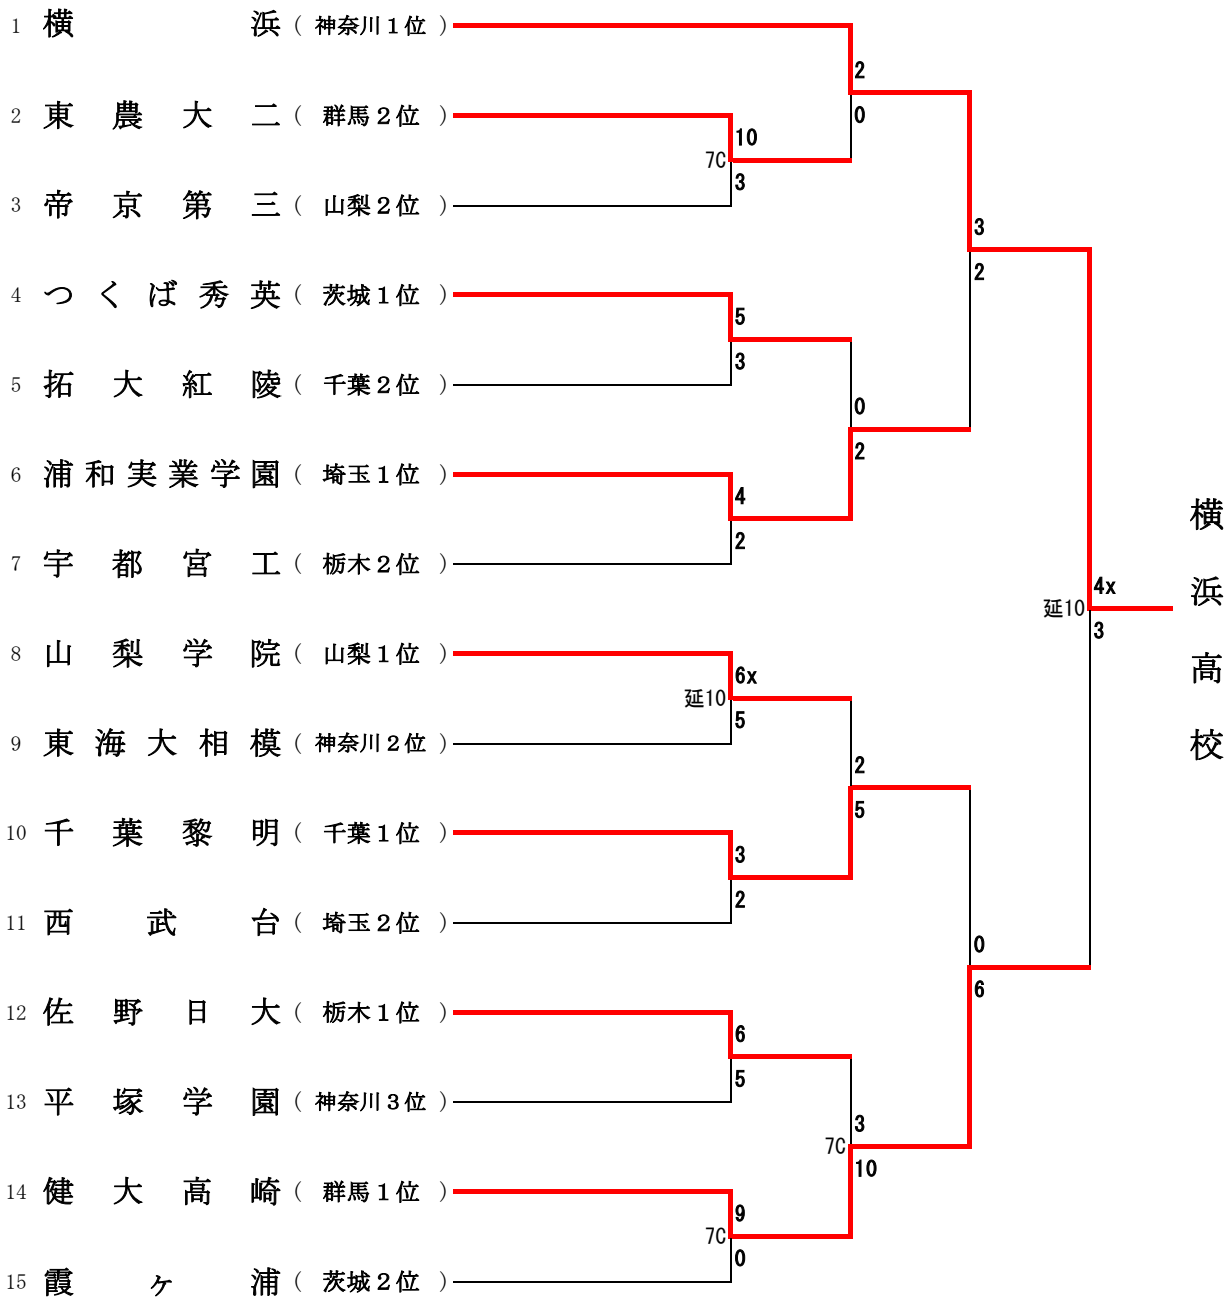 1 横浜 ( 神奈川１位 )
2 東農大二 ( 群馬２位 )
3 帝京第三 ( 山梨２位 )
4 つくば秀英 ( 茨城１位 )
5 拓大紅陵 ( 千葉２位 )
6 浦和実業学園 ( 埼玉１位 )
7 宇都宮工 ( 栃木２位 )
8 山梨学院 ( 山梨１位 )
9 東海大相模 ( 神奈川２位 )
10 千葉黎明 ( 千葉１位 )
11 西武台 ( 埼玉２位 )
12 佐野日大 ( 栃木１位 )
13 平塚学園 ( 神奈川３位 )
14 健大高崎 ( 群馬１位 )
15 霞ヶ浦 ( 茨城２位 )
10
7C
3
5
3
4
2
6x
延10
5
3
2
6
5
9
7C
0
2
0
0
2
2
5
3
7C
10
3
2
0
6
4x
延10
3
横浜高校